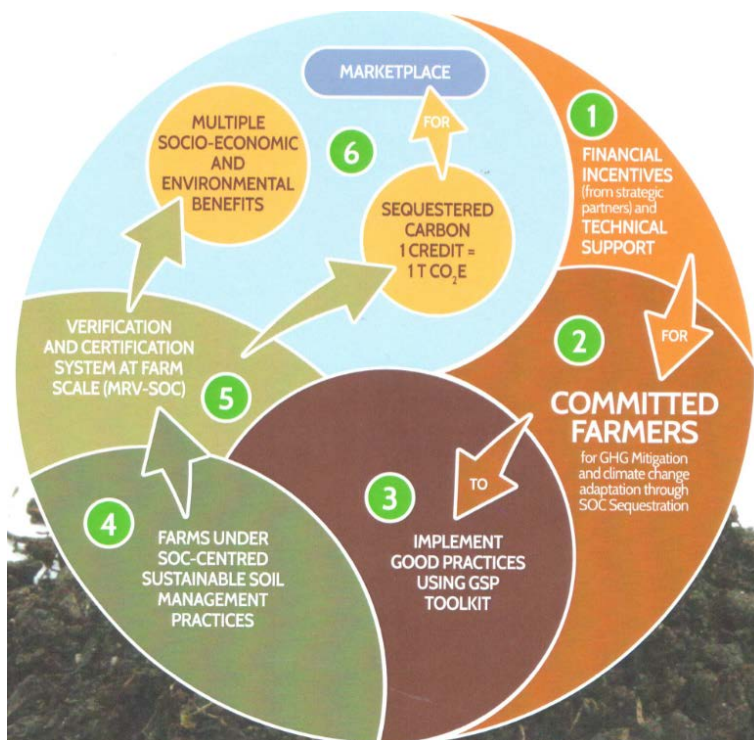 MARKETPLACE
FOR
6
MULTIPLE
SOCIO-ECONOMIC
AND
ENVIRONMENTAL
BENEFITS
SEQUESTERED
CARBON
1 CREDIT =
1 T CO₂E
1
FINANCIAL
INCENTIVES
(from strategic
partners) and
TECHNICAL
SUPPORT
FOR
2
COMMITTED
FARMERS
for GHG Mitigation
and climate change
adaptation through
SOC Sequestration
TO
3
IMPLEMENT
GOOD PRACTICES
USING GSP
TOOLKIT
4
FARMS UNDER
SOC-CENTRED
SUSTAINABLE SOIL
MANAGEMENT
PRACTICES
VERIFICATION
AND CERTIFICATION
SYSTEM AT FARM
SCALE (MRV-SOC)
5